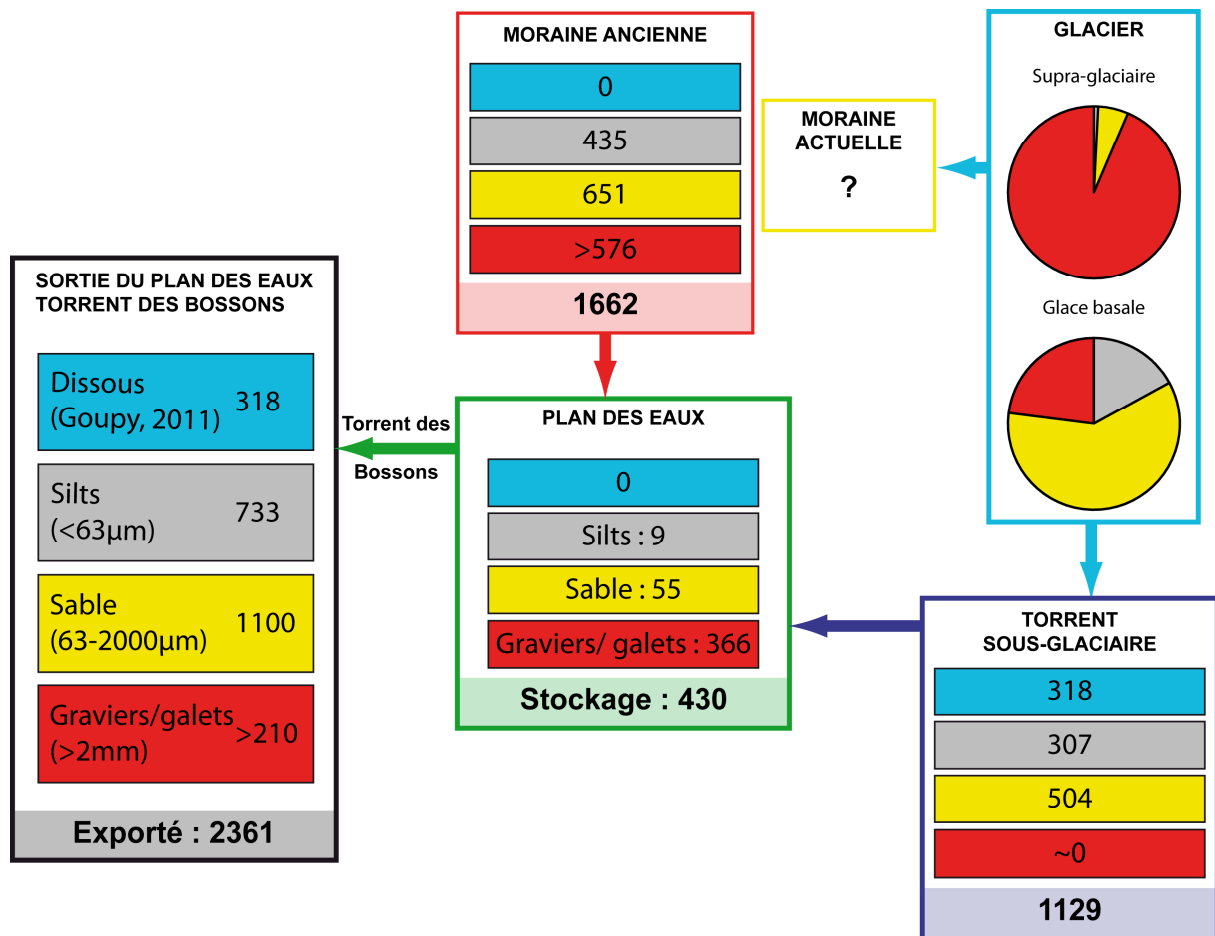 MORAINE ANCIENNE
0
435
651
>576
1662
MORAINE
ACTUELLE
?
GLACIER
Supra-glaciaire
Glace basale
SORTIE DU PLAN DES EAUX
TORRENT DES BOSSONS
Dissous
(Goupy, 2011) 318
Silts
(<63µm) 733
Sable
(63-2000µm) 1100
Graviers/galets
(>2mm) >210
Exporté : 2361
Torrent des
Bossons
PLAN DES EAUX
0
Silts : 9
Sable : 55
Graviers/ galets : 366
Stockage : 430
TORRENT
SOUS-GLACIAIRE
318
307
504
~0
1129